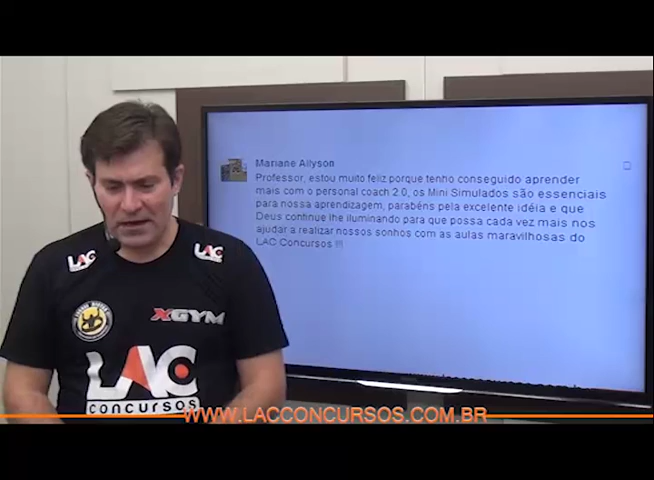 Mariane Allyson
Professor, estou muito feliz porque tenho conseguido aprender
mais com o personal coach 2.0, os Mini Simulados são essenciais
para nossa aprendizagem, parabéns pela excelente idéia e que
Deus continue lhe iluminando para que possa cada vez mais nos
ajudar a realizar nossos sonhos com as aulas maravilhosas do
LAC Concursos !!!
LAC
LAC
XGYM
LAC
CONCURSOS
WWW.LACCONCURSOS.COM.BR